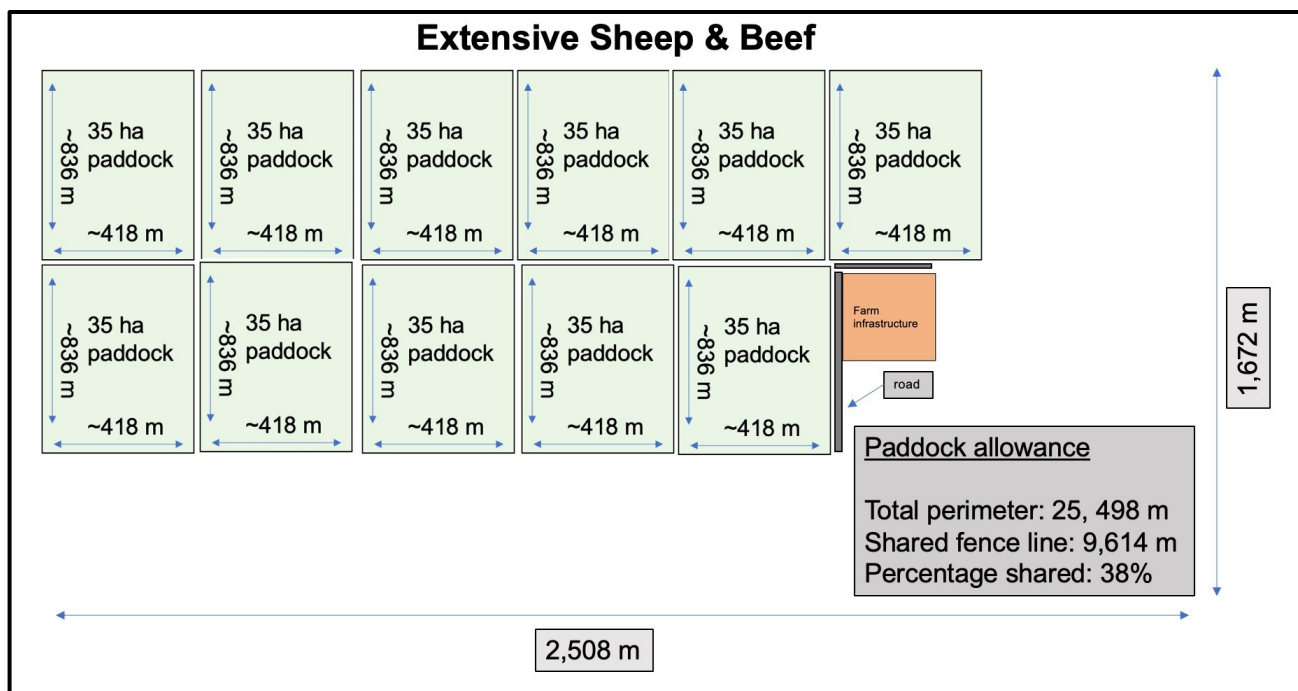 Extensive Sheep & Beef
~836 m
35 ha
paddock
~418 m
~836 m
35 ha
paddock
~418 m
~836 m
35 ha
paddock
~418 m
~836 m
35 ha
paddock
~418 m
~836 m
35 ha
paddock
~418 m
~836 m
35 ha
paddock
~418 m
~836 m
35 ha
paddock
~418 m
~836 m
35 ha
paddock
~418 m
~836 m
35 ha
paddock
~418 m
~836 m
35 ha
paddock
~418 m
~836 m
35 ha
paddock
~418 m
Farm
infrastructure
road
1,672 m
Paddock allowance
Total perimeter: 25, 498 m
Shared fence line: 9,614 m
Percentage shared: 38%
2,508 m